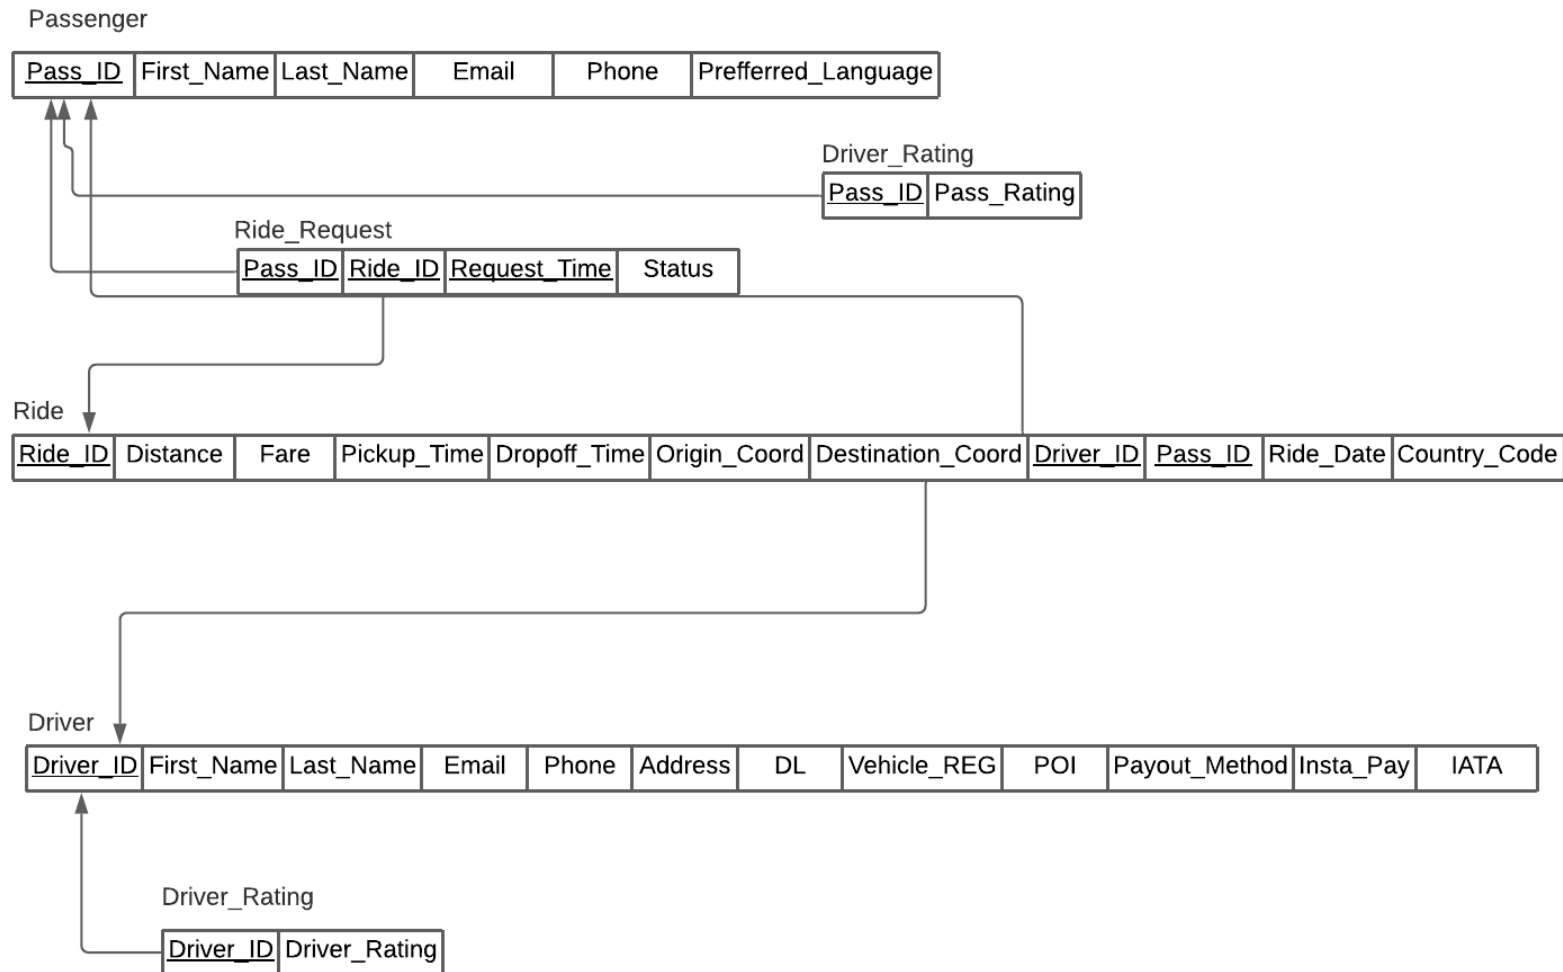 Passenger
Pass_ID First_Name Last_Name Email Phone Prefferred_Language
Driver_Rating
Pass_ID Pass_Rating
Ride_Request
Pass_ID Ride_ID Request_Time Status
Ride
Ride_ID Distance Fare Pickup_Time Dropoff_Time Origin_Coord Destination_Coord Driver_ID Pass_ID Ride_Date Country_Code
Driver
Driver_ID First_Name Last_Name Email Phone Address DL Vehicle_REG POI Payout_Method Insta_Pay IATA
Driver_Rating
Driver_ID Driver_Rating